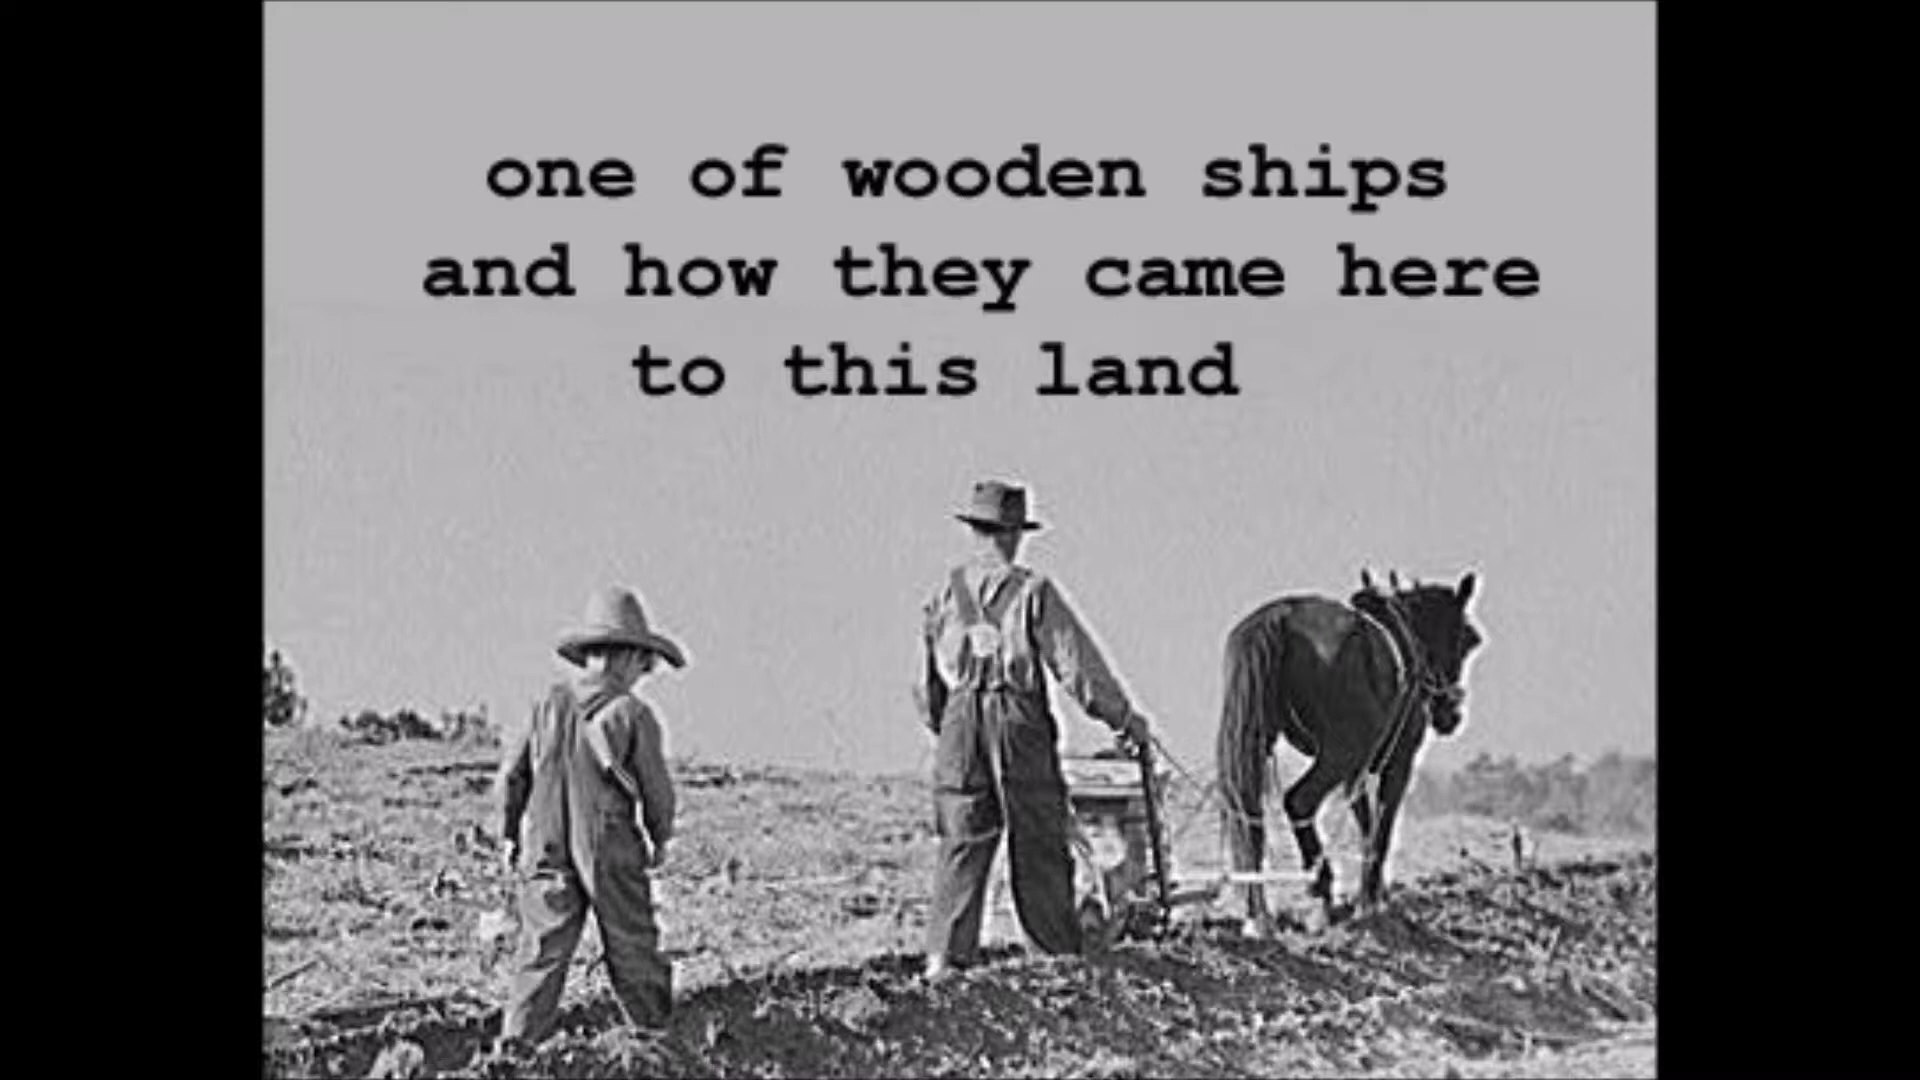 one of wooden ships
and how they came here
to this land